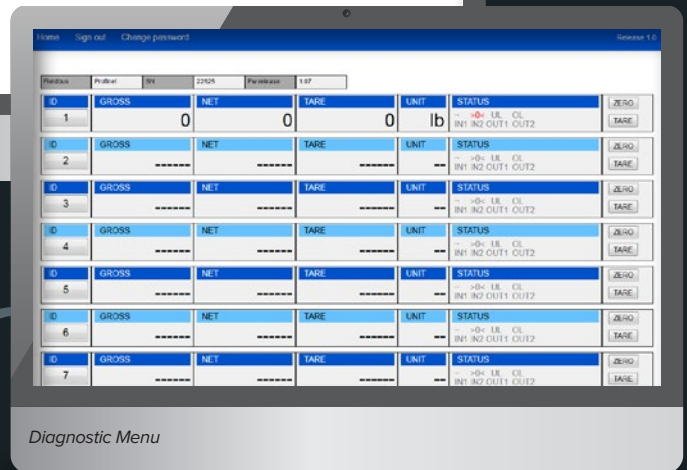 Home Sign out Change password Release 1.0
Fieldbus Profinet SN 22525 Fw release 1.07
ID GROSS NET TARE UNIT STATUS ZERO
1 0 0 0 lb ~ >0< UL OL TARE
IN1 IN2 OUT1 OUT2
ID GROSS NET TARE UNIT STATUS ZERO
2 ------ ------ ------ -- ~ >0< UL OL TARE
IN1 IN2 OUT1 OUT2
ID GROSS NET TARE UNIT STATUS ZERO
3 ------ ------ ------ -- ~ >0< UL OL TARE
IN1 IN2 OUT1 OUT2
ID GROSS NET TARE UNIT STATUS ZERO
4 ------ ------ ------ -- ~ >0< UL OL TARE
IN1 IN2 OUT1 OUT2
ID GROSS NET TARE UNIT STATUS ZERO
5 ------ ------ ------ -- ~ >0< UL OL TARE
IN1 IN2 OUT1 OUT2
ID GROSS NET TARE UNIT STATUS ZERO
6 ------ ------ ------ -- ~ >0< UL OL TARE
IN1 IN2 OUT1 OUT2
ID GROSS NET TARE UNIT STATUS ZERO
7 ------ ------ ------ -- ~ >0< UL OL TARE
IN1 IN2 OUT1 OUT2
Diagnostic Menu